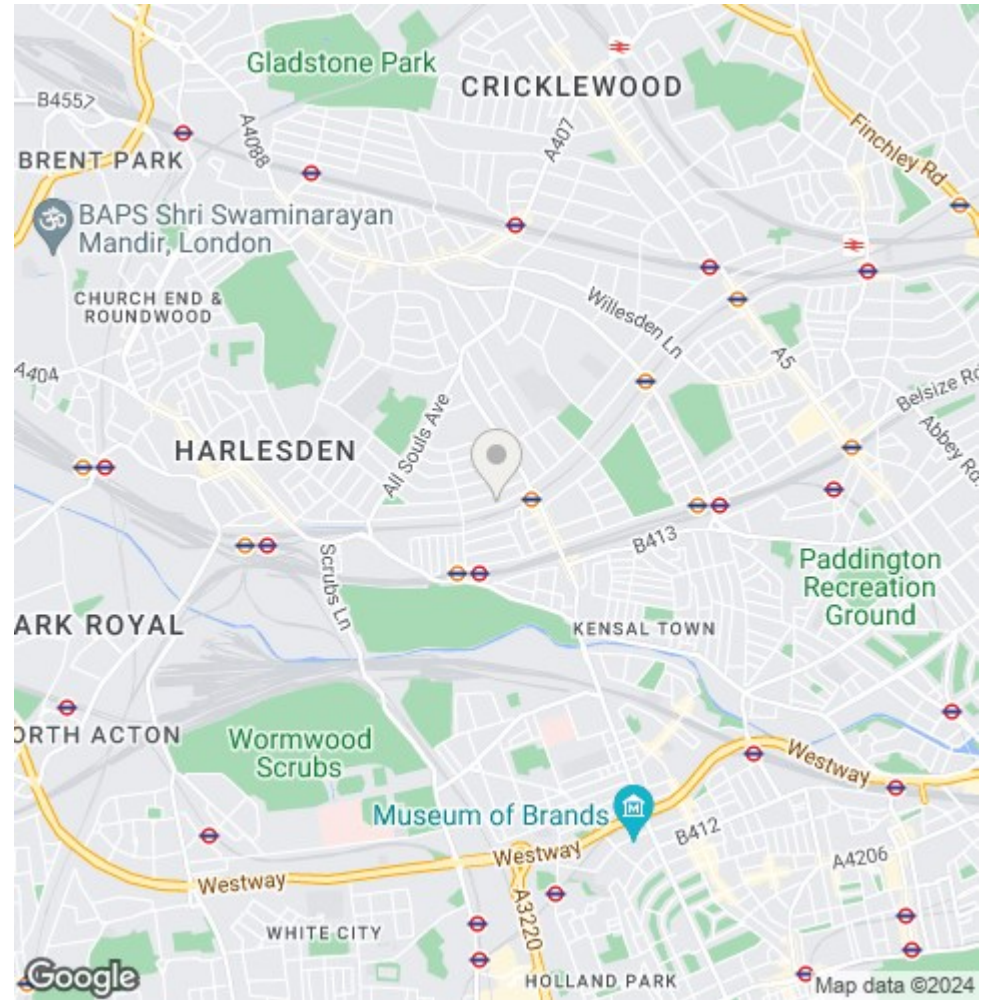 Gladstone Park
CRICKLEWOOD
B455
A4088
A407
Finchley Rd
BRENT PARK
BAPS Shri Swaminarayan
Mandir, London
CHURCH END &
ROUNDWOOD
Willesden Ln
A404
A5
Belsize Rd
All Souls Ave
Abbey Rd
HARLESDEN
B413
Scrubs Ln
Paddington
Recreation
Ground
ARK ROYAL
KENSAL TOWN
ORTH ACTON
Wormwood
Scrubs
Westway
Museum of Brands
B412
Westway
A4206
Westway
A3220
WHITE CITY
HOLLAND PARK
Google
Map data ©2024